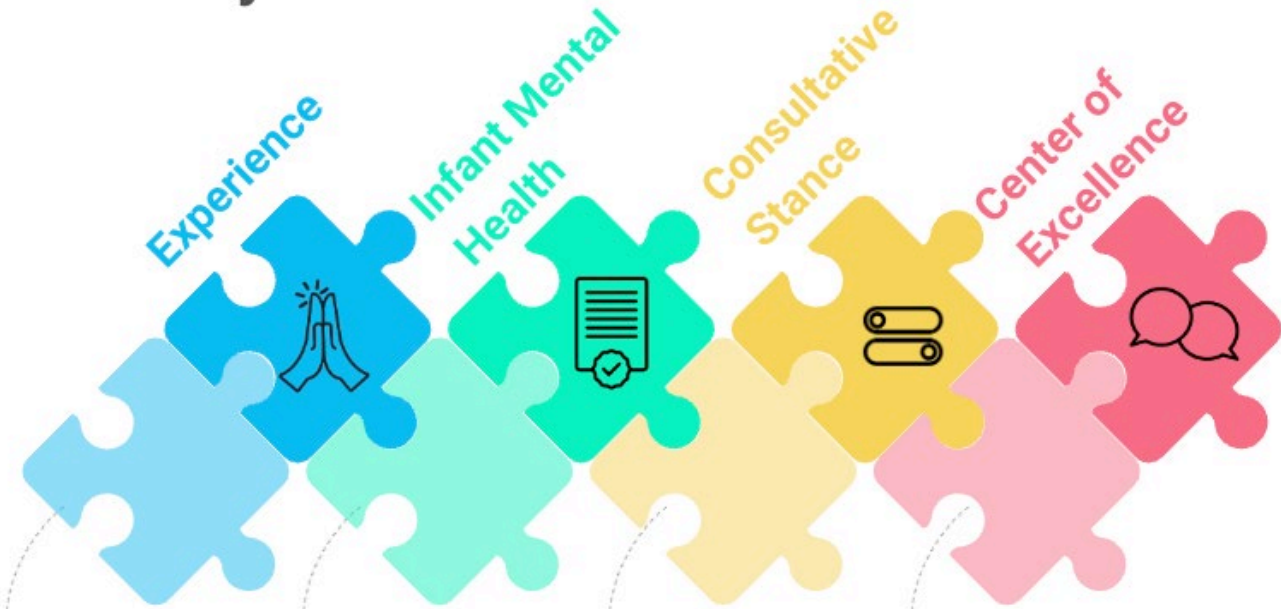 Experience
Infant Mental
Health
Consultative
Stance
Center of
Excellence